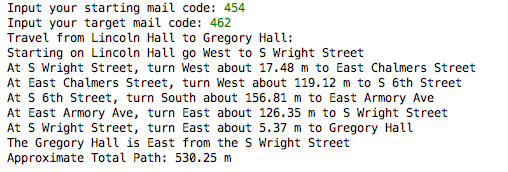 Input your starting mail code: 454
Input your target mail code: 462
Travel from Lincoln Hall to Gregory Hall:
Starting on Lincoln Hall go West to S Wright Street
At S Wright Street, turn West about 17.48 m to East Chalmers Street
At East Chalmers Street, turn West about 119.12 m to S 6th Street
At S 6th Street, turn South about 156.81 m to East Armory Ave
At East Armory Ave, turn East about 126.35 m to S Wright Street
At S Wright Street, turn East about 5.37 m to Gregory Hall
The Gregory Hall is East from the S Wright Street
Approximate Total Path: 530.25 m